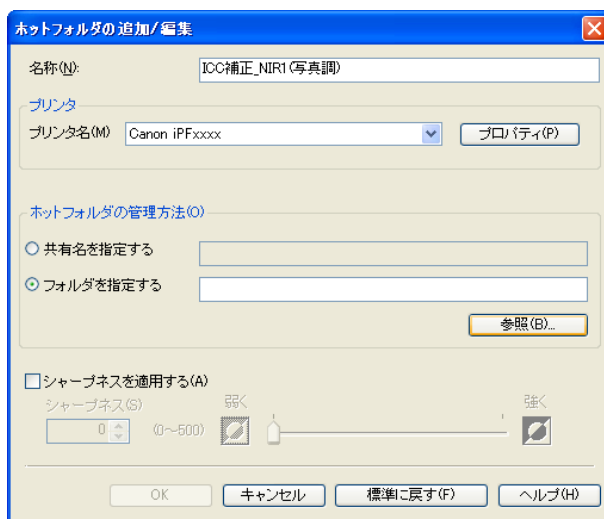 ホットフォルダの追加/編集
名称(N): ICC補正_NIR1(写真調)
プリンタ
プリンタ名(M) Canon iPFxxxx プロパティ(P)
ホットフォルダの管理方法(O)
共有名を指定する
フォルダを指定する
参照(B)...
シャープネスを適用する(A)
シャープネス(S) 弱く 強く
0 (0～500)
OK キャンセル 標準に戻す(F) ヘルプ(H)